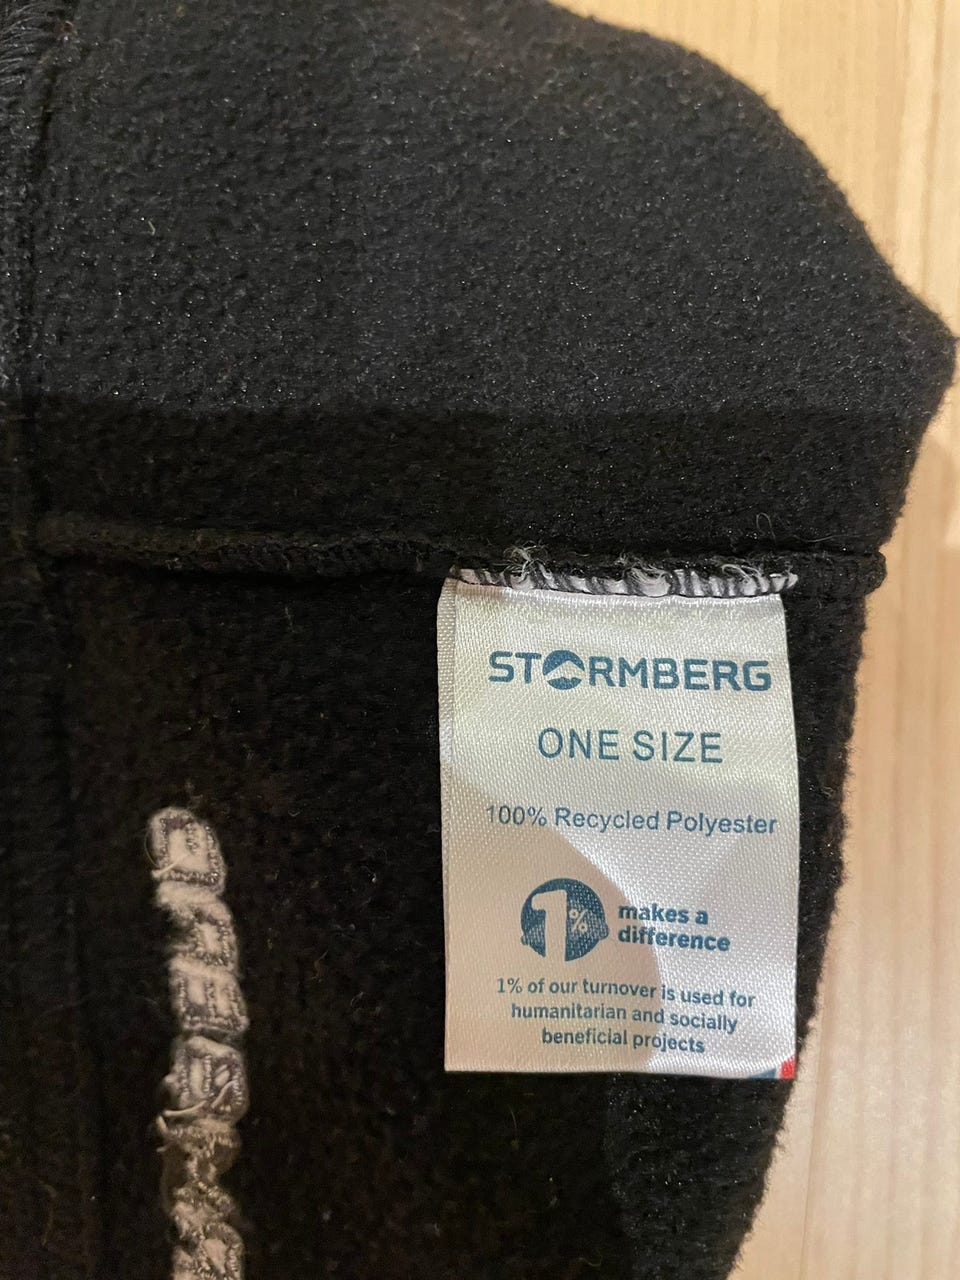 STORMBERG
ONE SIZE
100% Recycled Polyester
1%
makes a
difference
1% of our turnover is used for
humanitarian and socially
beneficial projects